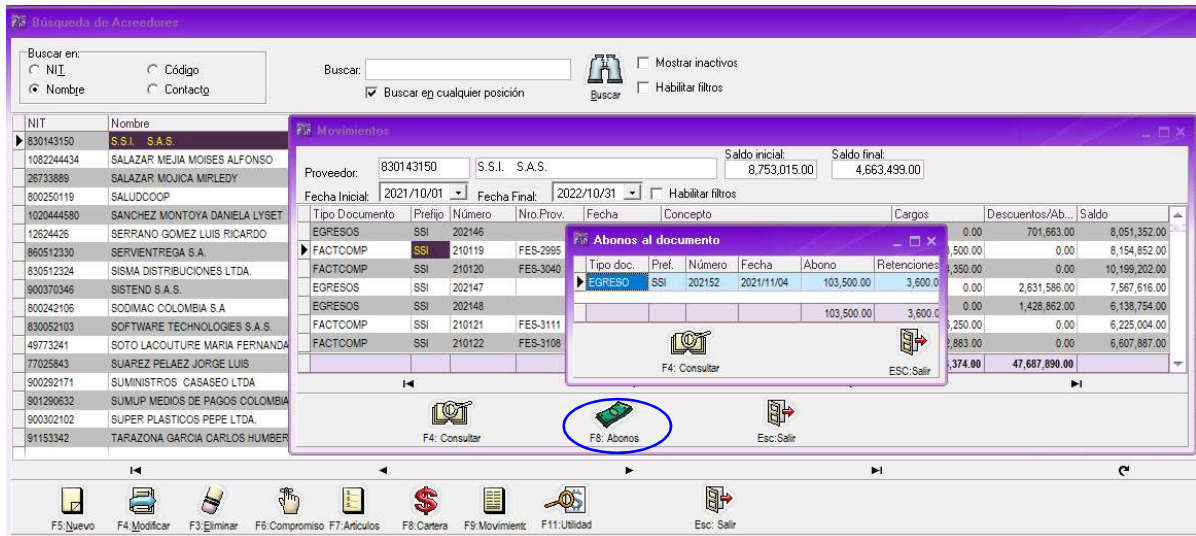 Búsqueda de Acreedores
Buscar en:
NIT
Código
Nombre
Contacto
Buscar:
Buscar en cualquier posición
Buscar
Mostrar inactivos
Habilitar filtros
NIT Nombre
830143150 S.S.I. S.A.S.
1082244434 SALAZAR MEJIA MOISES ALFONSO
26733889 SALAZAR MOJICA MIRLEDY
800250119 SALUDCOOP
1020444580 SANCHEZ MONTOYA DANIELA LYSET
12624426 SERRANO GOMEZ LUIS RICARDO
860512330 SERVIENTREGA S.A.
830512324 SISMA DISTRIBUCIONES LTDA.
900370346 SISTEND S.A.S.
800242106 SODIMAC COLOMBIA S.A
830052103 SOFTWARE TECHNOLOGIES S.A.S.
49773241 SOTO LACOUTURE MARIA FERNANDA
77025843 SUAREZ PELAEZ JORGE LUIS
900292171 SUMINISTROS CASASEO LTDA
901290632 SUMUP MEDIOS DE PAGOS COLOMBIA
900302102 SUPER PLASTICOS PEPE LTDA.
91153342 TARAZONA GARCIA CARLOS HUMBER
Movimientos
Proveedor: 830143150 S.S.I. S.A.S.
Saldo inicial: 8,753,015.00
Saldo final: 4,663,499.00
Fecha Inicial: 2021/10/01 Fecha Final: 2022/10/31 Habilitar filtros
Tipo Documento Prefijo Número Nro.Prov. Fecha Concepto Cargos Descuentos/Ab... Saldo
EGRESOS SSI 202146 0.00 701,663.00 8,051,352.00
FACTCOMP SSI 210119 FES-2995 ,500.00 0.00 8,154,852.00
FACTCOMP SSI 210120 FES-3040 ,350.00 0.00 10,199,202.00
EGRESOS SSI 202147 0.00 2,631,586.00 7,567,616.00
EGRESOS SSI 202148 0.00 1,428,862.00 6,138,754.00
FACTCOMP SSI 210121 FES-3111 ,250.00 0.00 6,225,004.00
FACTCOMP SSI 210122 FES-3108 ,883.00 0.00 6,607,887.00
,374.00 47,687,890.00
F4: Consultar
F8: Abonos
Esc:Salir
Abonos al documento
Tipo doc. Pref. Número Fecha Abono Retenciones
EGRESO SSI 202152 2021/11/04 103,500.00 3,600.0
103,500.00 3,600.0
F4: Consultar
ESC:Salir
F5:Nuevo
F4:Modificar
F3:Eliminar
F6:Compromiso
F7:Articulos
F8:Cartera
F9:Movimiento
F11:Utilidad
Esc: Salir